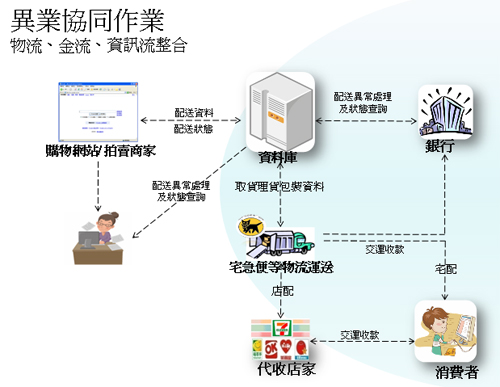 異業協同作業
物流、金流、資訊流整合
配送資料
配送狀態
配送異常處理
及狀態查詢
購物網站/拍賣商家
資料庫
銀行
配送異常處理
及狀態查詢
取貨理貨包裝資料
宅急便等物流運送
交運收款
宅配
店配
7
ELEVEN
OK
交運收款
代收店家
消費者